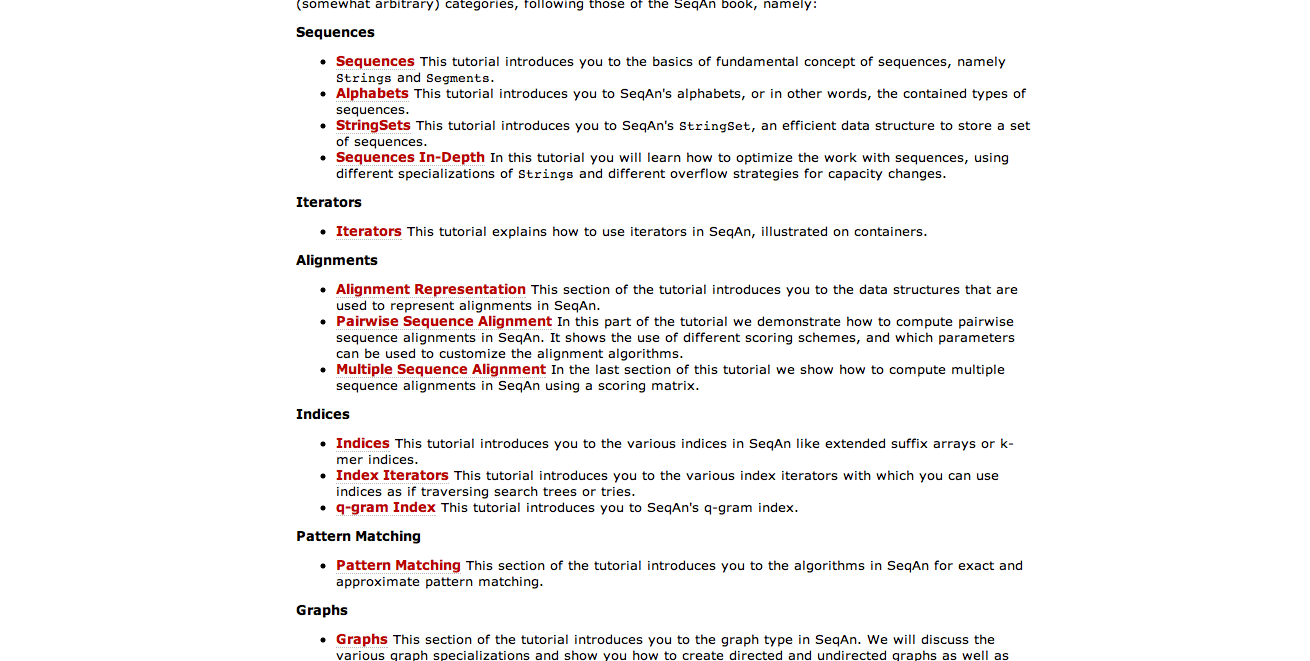 (somewhat arbitrary) categories, following those of the SeqAn book, namely:
Sequences
Sequences This tutorial introduces you to the basics of fundamental concept of sequences, namely
Strings and Segments.
Alphabets This tutorial introduces you to SeqAn's alphabets, or in other words, the contained types of
sequences.
StringSets This tutorial introduces you to SeqAn's StringSet, an efficient data structure to store a set
of sequences.
Sequences In-Depth In this tutorial you will learn how to optimize the work with sequences, using
different specializations of Strings and different overflow strategies for capacity changes.
Iterators
Iterators This tutorial explains how to use iterators in SeqAn, illustrated on containers.
Alignments
Alignment Representation This section of the tutorial introduces you to the data structures that are
used to represent alignments in SeqAn.
Pairwise Sequence Alignment In this part of the tutorial we demonstrate how to compute pairwise
sequence alignments in SeqAn. It shows the use of different scoring schemes, and which parameters
can be used to customize the alignment algorithms.
Multiple Sequence Alignment In the last section of this tutorial we show how to compute multiple
sequence alignments in SeqAn using a scoring matrix.
Indices
Indices This tutorial introduces you to the various indices in SeqAn like extended suffix arrays or k-
mer indices.
Index Iterators This tutorial introduces you to the various index iterators with which you can use
indices as if traversing search trees or tries.
q-gram Index This tutorial introduces you to SeqAn's q-gram index.
Pattern Matching
Pattern Matching This section of the tutorial introduces you to the algorithms in SeqAn for exact and
approximate pattern matching.
Graphs
Graphs This section of the tutorial introduces you to the graph type in SeqAn. We will discuss the
various graph specializations and show you how to create directed and undirected graphs as well as